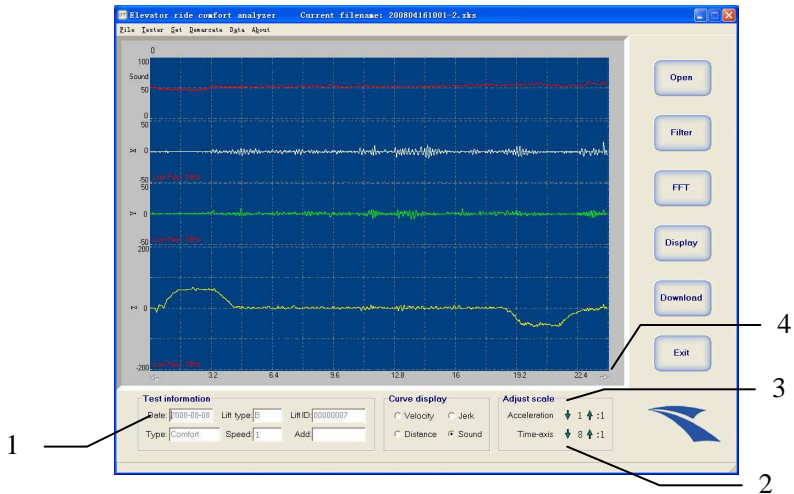 Elevator ride comfort analyzer Current filename: 200804161001-2.xks
File Tester Set Demarcate Data About
0
100
Sound
50
0
50
X 0
-50 Low Pass 10Hz
50
Y 0
-50 Low Pass 10Hz
200
Z 0
-200 Low Pass 10Hz
3.2 6.4 9.6 12.8 16 19.2 22.4
Open
Filter
FFT
Display
Download
Exit
4
3
Test information
Date: 2008-08-08 Lift type: B Lift ID: 00000007
Type: Comfort Speed: 1 Add:
Curve display
Velocity Jerk
Distance Sound
Adjust scale
Acceleration 1 :1
Time-axis 8 :1
1
2